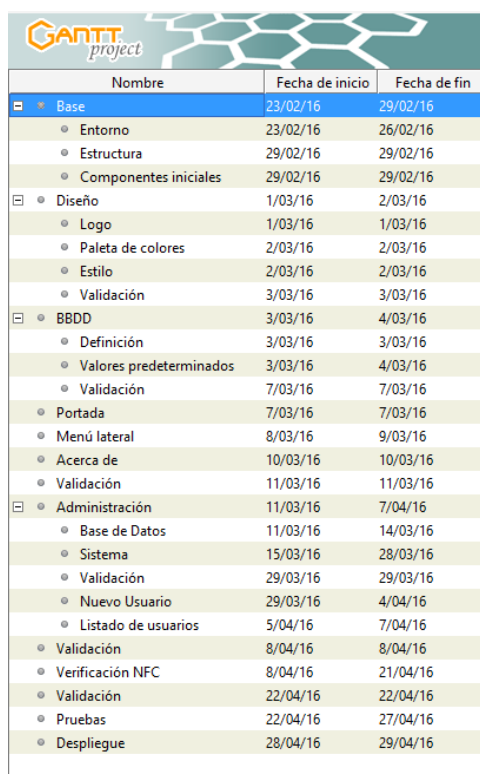 GANTT
project
Nombre Fecha de inicio Fecha de fin
Base 23/02/16 29/02/16
Entorno 23/02/16 26/02/16
Estructura 29/02/16 29/02/16
Componentes iniciales 29/02/16 29/02/16
Diseño 1/03/16 2/03/16
Logo 1/03/16 1/03/16
Paleta de colores 2/03/16 2/03/16
Estilo 2/03/16 2/03/16
Validación 3/03/16 3/03/16
BBDD 3/03/16 4/03/16
Definición 3/03/16 3/03/16
Valores predeterminados 3/03/16 4/03/16
Validación 7/03/16 7/03/16
Portada 7/03/16 7/03/16
Menú lateral 8/03/16 9/03/16
Acerca de 10/03/16 10/03/16
Validación 11/03/16 11/03/16
Administración 11/03/16 7/04/16
Base de Datos 11/03/16 14/03/16
Sistema 15/03/16 28/03/16
Validación 29/03/16 29/03/16
Nuevo Usuario 29/03/16 4/04/16
Listado de usuarios 5/04/16 7/04/16
Validación 8/04/16 8/04/16
Verificación NFC 8/04/16 21/04/16
Validación 22/04/16 22/04/16
Pruebas 22/04/16 27/04/16
Despliegue 28/04/16 29/04/16